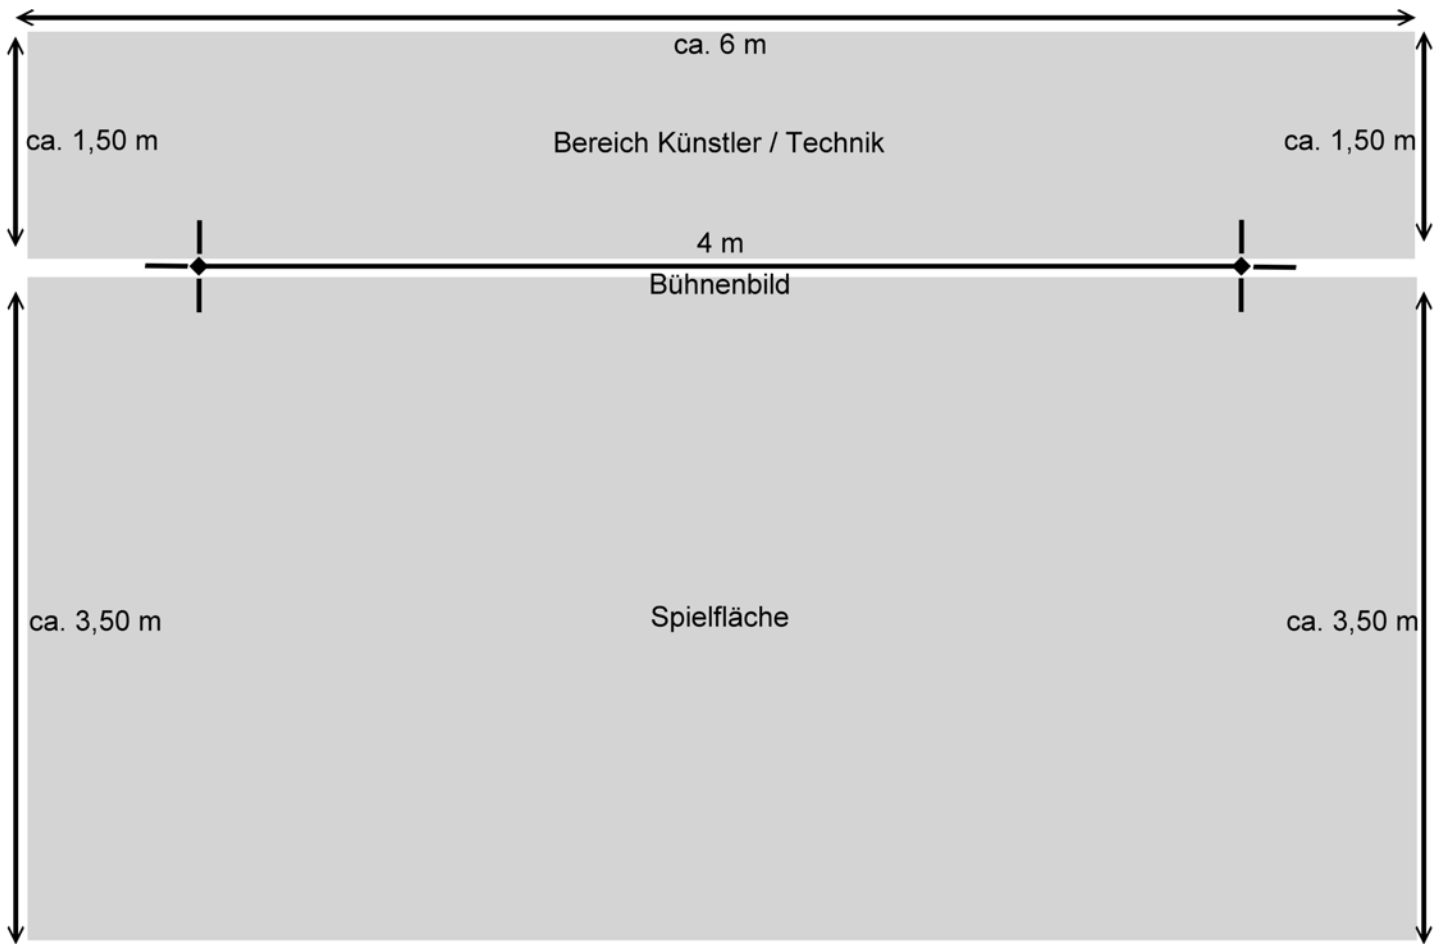 ca. 6 m
ca. 1,50 m
Bereich Künstler / Technik
ca. 1,50 m
4 m
Bühnenbild
ca. 3,50 m
Spielfläche
ca. 3,50 m